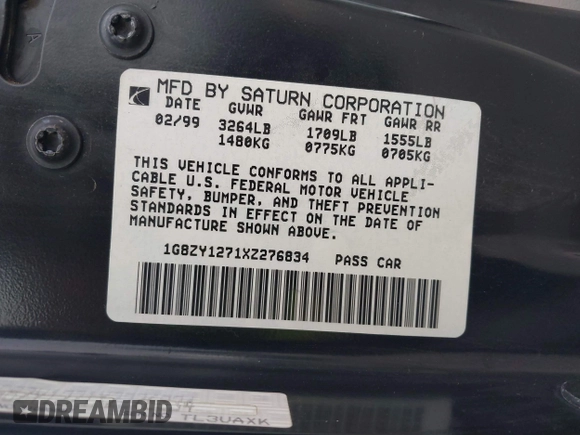 MFD BY SATURN CORPORATION
DATE GVWR GAWR FRT GAWR RR
02/99 3264LB 1709LB 1555LB
1480KG 0775KG 0705KG
THIS VEHICLE CONFORMS TO ALL APPLI-
CABLE U.S. FEDERAL MOTOR VEHICLE
SAFETY, BUMPER, AND THEFT PREVENTION
STANDARDS IN EFFECT ON THE DATE OF
MANUFACTURE SHOWN ABOVE.
1G8ZY1271XZ276834 PASS CAR
TL3UAXK
DREAMBID